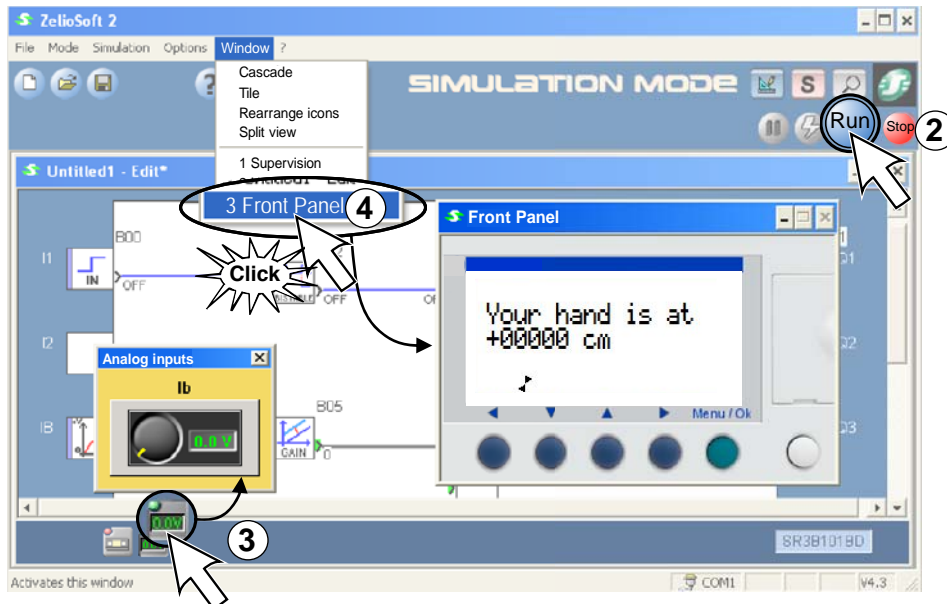 ZelioSoft 2
File Mode Simulation Options Window ?
Cascade
Tile
Rearrange icons
Split view
1 Supervision
3 Front Panel
4
SIMULATION MODE
S
Run
Stop
2
Untitled1 - Edit*
I1
IN
B00
OFF
Click
OFF
Q1
Front Panel
Your hand is at
+00000 cm
Menu / Ok
I2
Q2
Analog inputs
Ib
0.0 V
IB
B05
GAIN
0
Q3
0.0V
3
SR3B101BD
Activates this window
COM1
V4.3